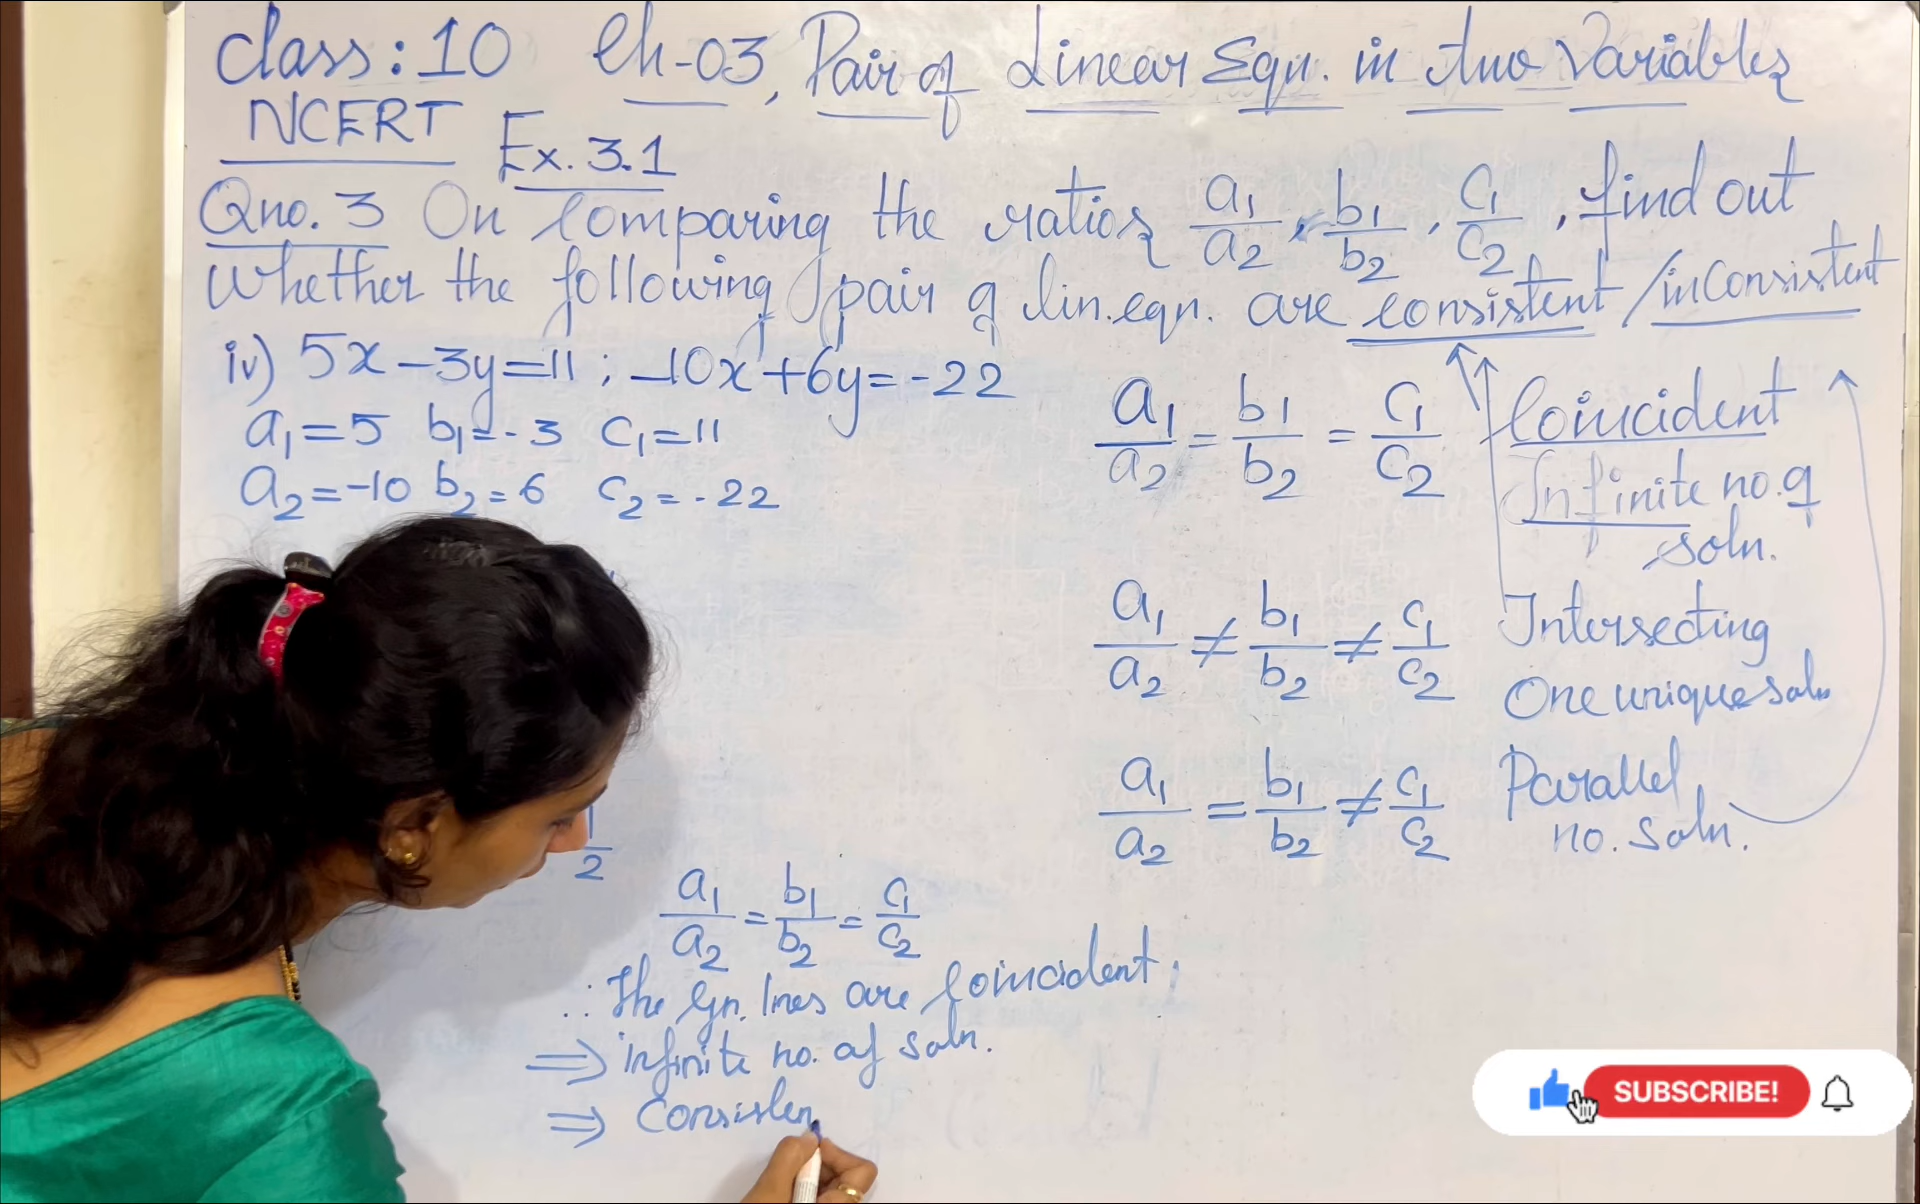 Class: 10 Ch-03, Pair of Linear Eqn. in two Variables
NCERT Ex. 3.1
Qno. 3 On comparing the ratios a₁/a₂, b₁/b₂, c₁/c₂, find out
whether the following pair of lin. eqn. are consistent/inconsistent
iv) 5x-3y=11; -10x+6y=-22
a₁=5 b₁=-3 c₁=11
a₂=-10 b₂=6 c₂=-22
a₁/a₂ = b₁/b₂ = c₁/c₂ Coincident
Infinite no. of
soln.
a₁/a₂ ≠ b₁/b₂ ≠ c₁/c₂ Intersecting
One unique soln
a₁/a₂ = b₁/b₂ ≠ c₁/c₂ Parallel
no. soln.
1/2
a₁/a₂ = b₁/b₂ = c₁/c₂
∴ The gn. lines are coincident.
⇒ infinite no. of soln.
⇒ Consisten
SUBSCRIBE!